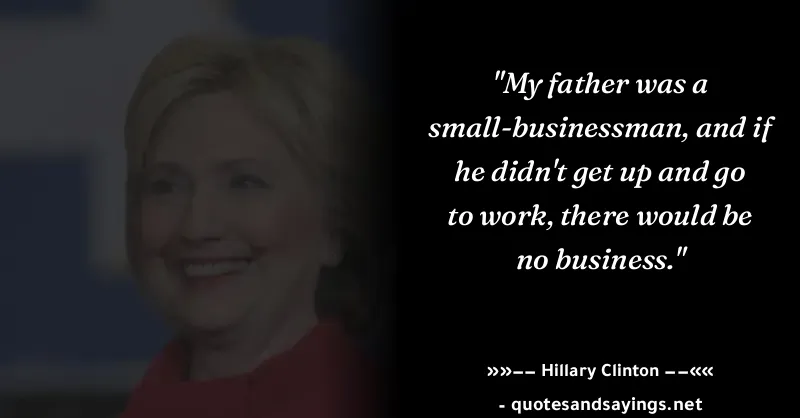 "My father was a
small-businessman, and if
he didn't get up and go
to work, there would be
no business."
»»–– Hillary Clinton ––««
- quotesandsayings.net